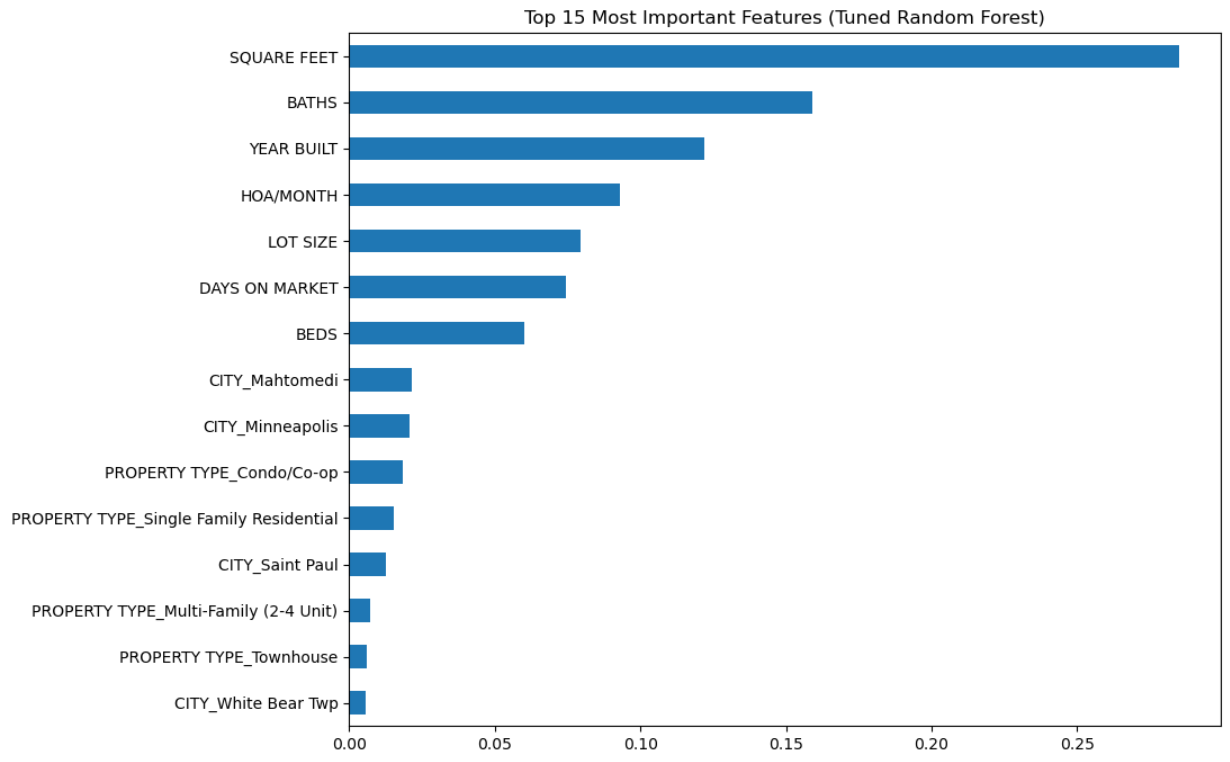 Top 15 Most Important Features (Tuned Random Forest)
SQUARE FEET
BATHS
YEAR BUILT
HOA/MONTH
LOT SIZE
DAYS ON MARKET
BEDS
CITY_Mahtomedi
CITY_Minneapolis
PROPERTY TYPE_Condo/Co-op
PROPERTY TYPE_Single Family Residential
CITY_Saint Paul
PROPERTY TYPE_Multi-Family (2-4 Unit)
PROPERTY TYPE_Townhouse
CITY_White Bear Twp
0.00 0.05 0.10 0.15 0.20 0.25